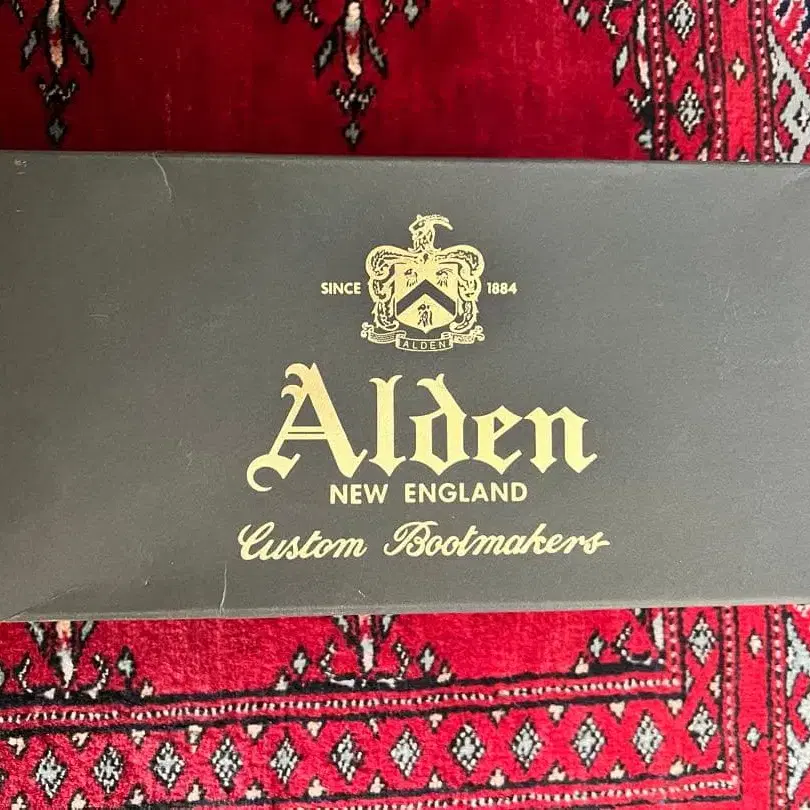 SINCE 1884
ALDEN
Alden
NEW ENGLAND
Custom Bootmakers